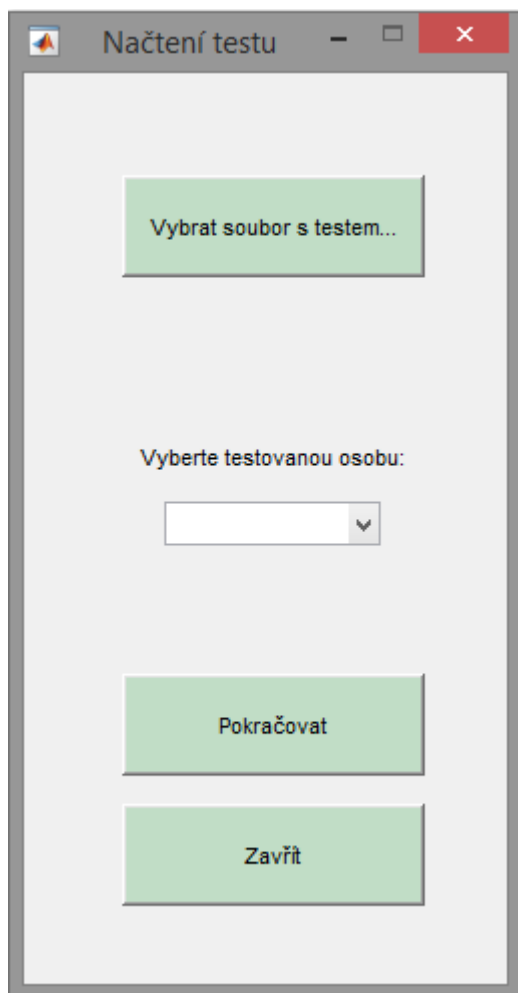 Načtení testu
Vybrat soubor s testem...
Vyberte testovanou osobu:
Pokračovat
Zavřít